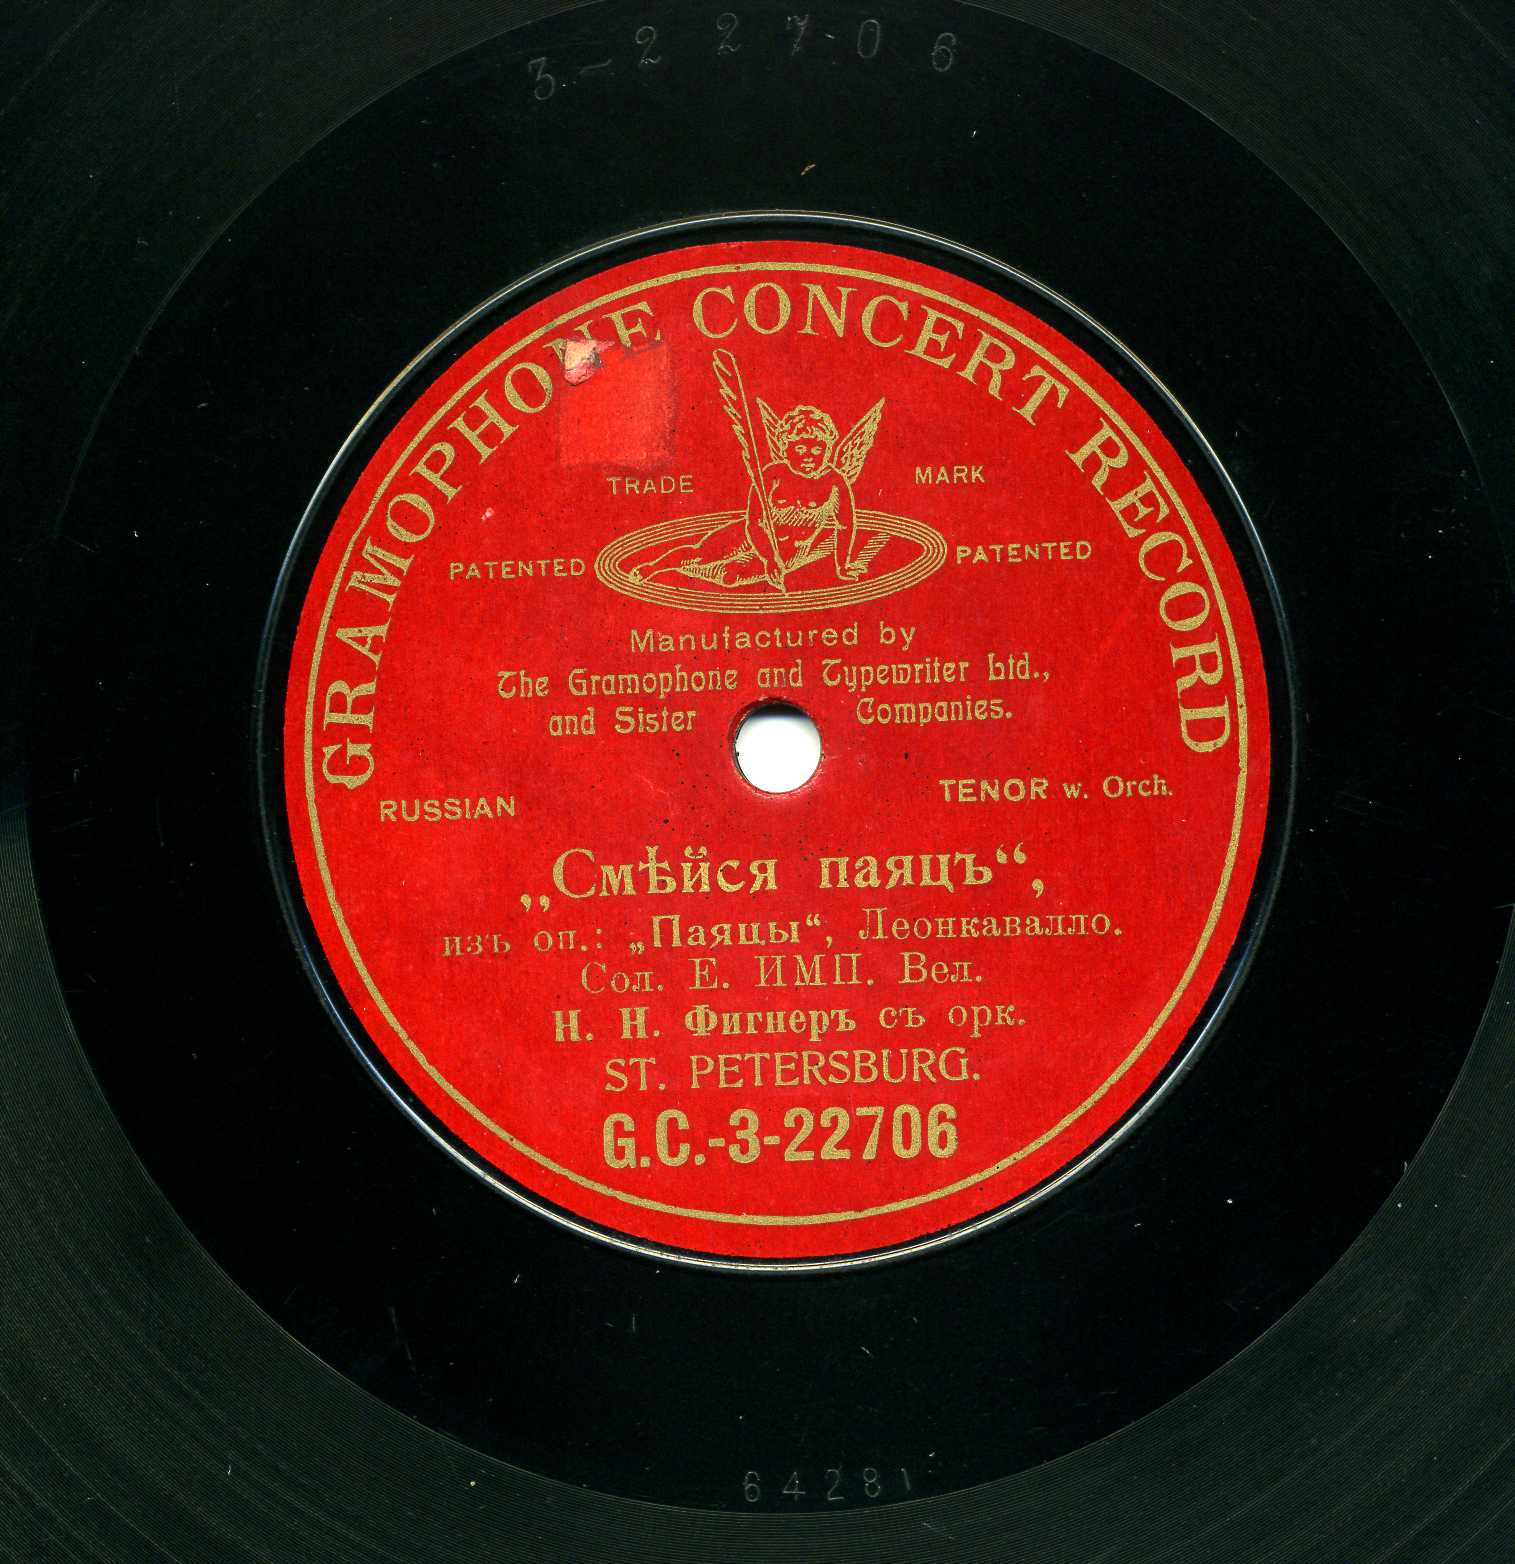 3-22706
GRAMOPHONE CONCERT RECORD
TRADE MARK
PATENTED PATENTED
Manufactured by
The Gramophone and Typewriter Ltd.,
and Sister Companies.
RUSSIAN
TENOR w. Orch.
„Смѣйся паяцъ“,
изъ оп.: „Паяцы“, Леонкавалло.
Сол. Е. ИМП. Вел.
Н. Н. Фигнеръ съ орк.
ST. PETERSBURG.
G.C.-3-22706
64281